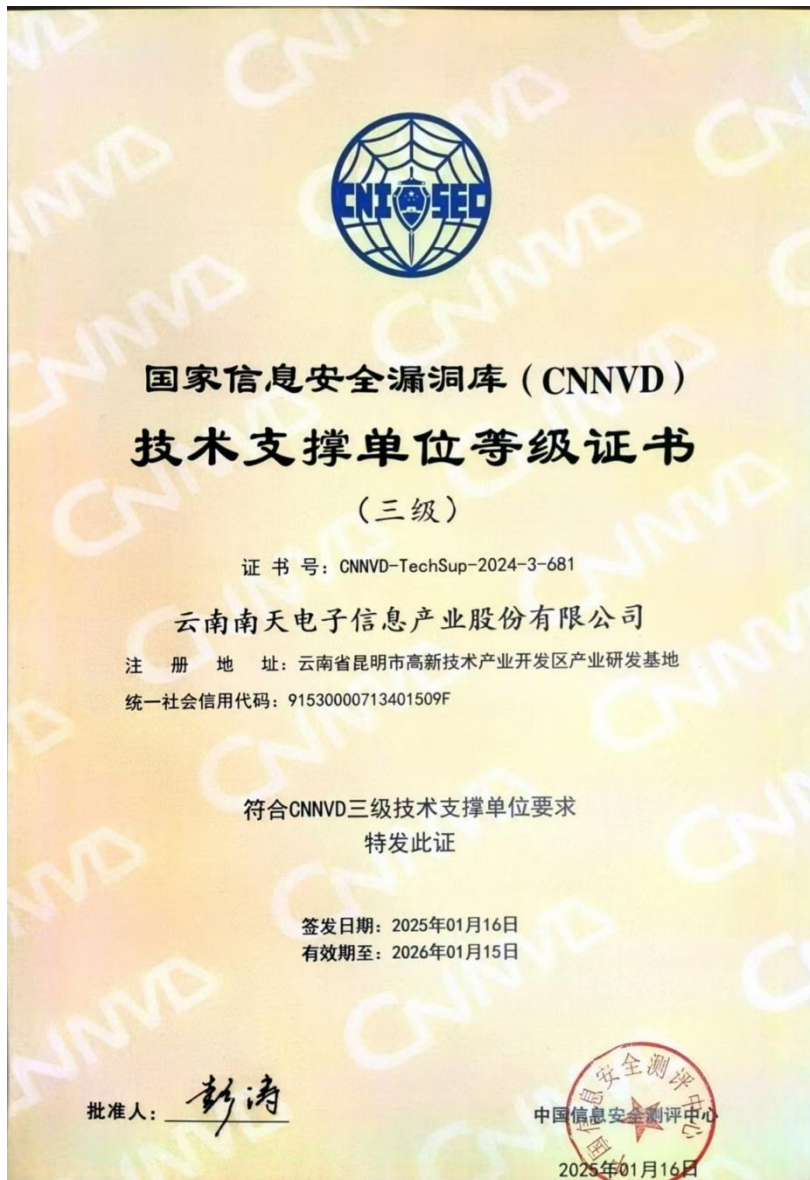 CNITSEC
国家信息安全漏洞库（CNNVD）
技术支撑单位等级证书
（三级）
证 书 号：CNNVD-TechSup-2024-3-681
云南南天电子信息产业股份有限公司
注 册 地 址：云南省昆明市高新技术产业开发区产业研发基地
统一社会信用代码：91530000713401509F
符合CNNVD三级技术支撑单位要求
特发此证
签发日期：2025年01月16日
有效期至：2026年01月15日
批准人：彭涛
中国信息安全测评中心
2025年01月16日